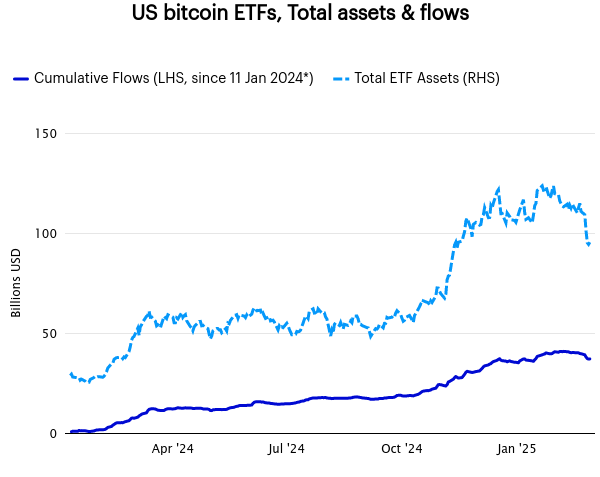 US bitcoin ETFs, Total assets & flows
Cumulative Flows (LHS, since 11 Jan 2024*) Total ETF Assets (RHS)
150
100
50
0
Billions USD
Apr '24 Jul '24 Oct '24 Jan '25